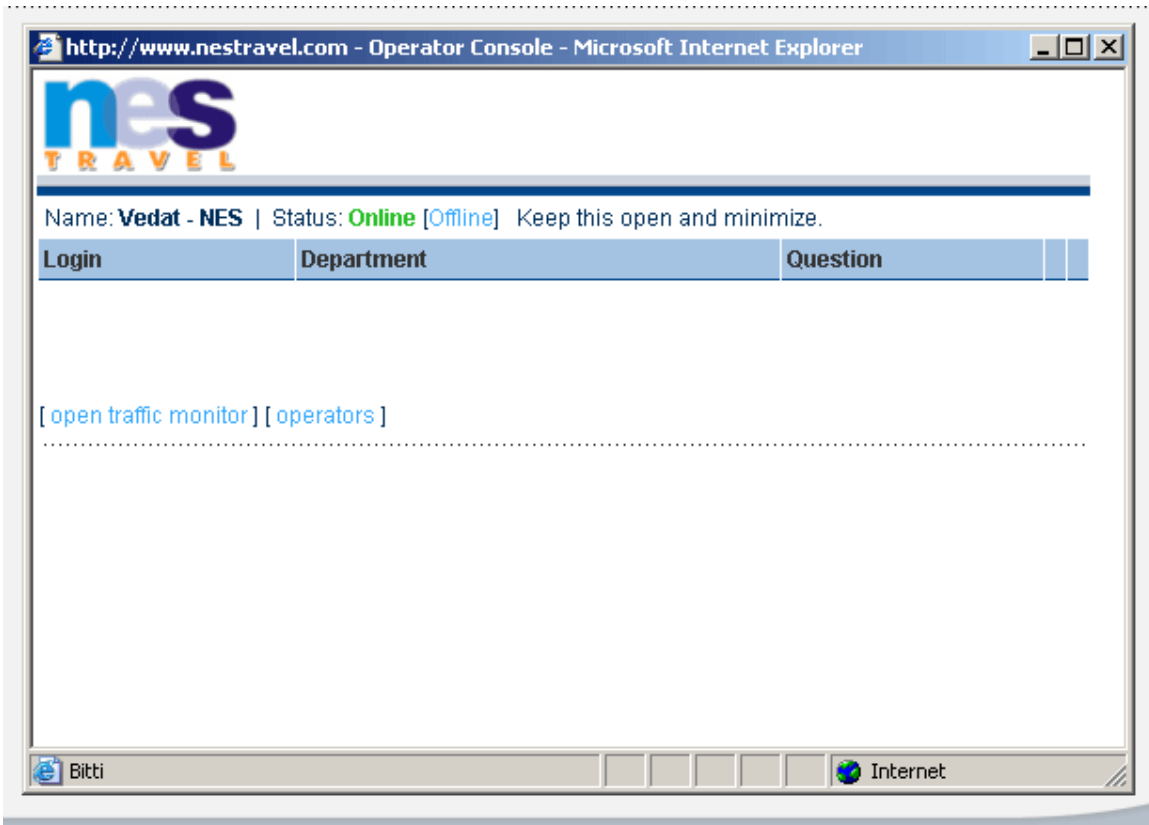 http://www.nestravel.com - Operator Console - Microsoft Internet Explorer
nes
TRAVEL
Name: Vedat - NES | Status: Online [Offline] Keep this open and minimize.
Login Department Question
[ open traffic monitor ] [ operators ]
Bitti Internet